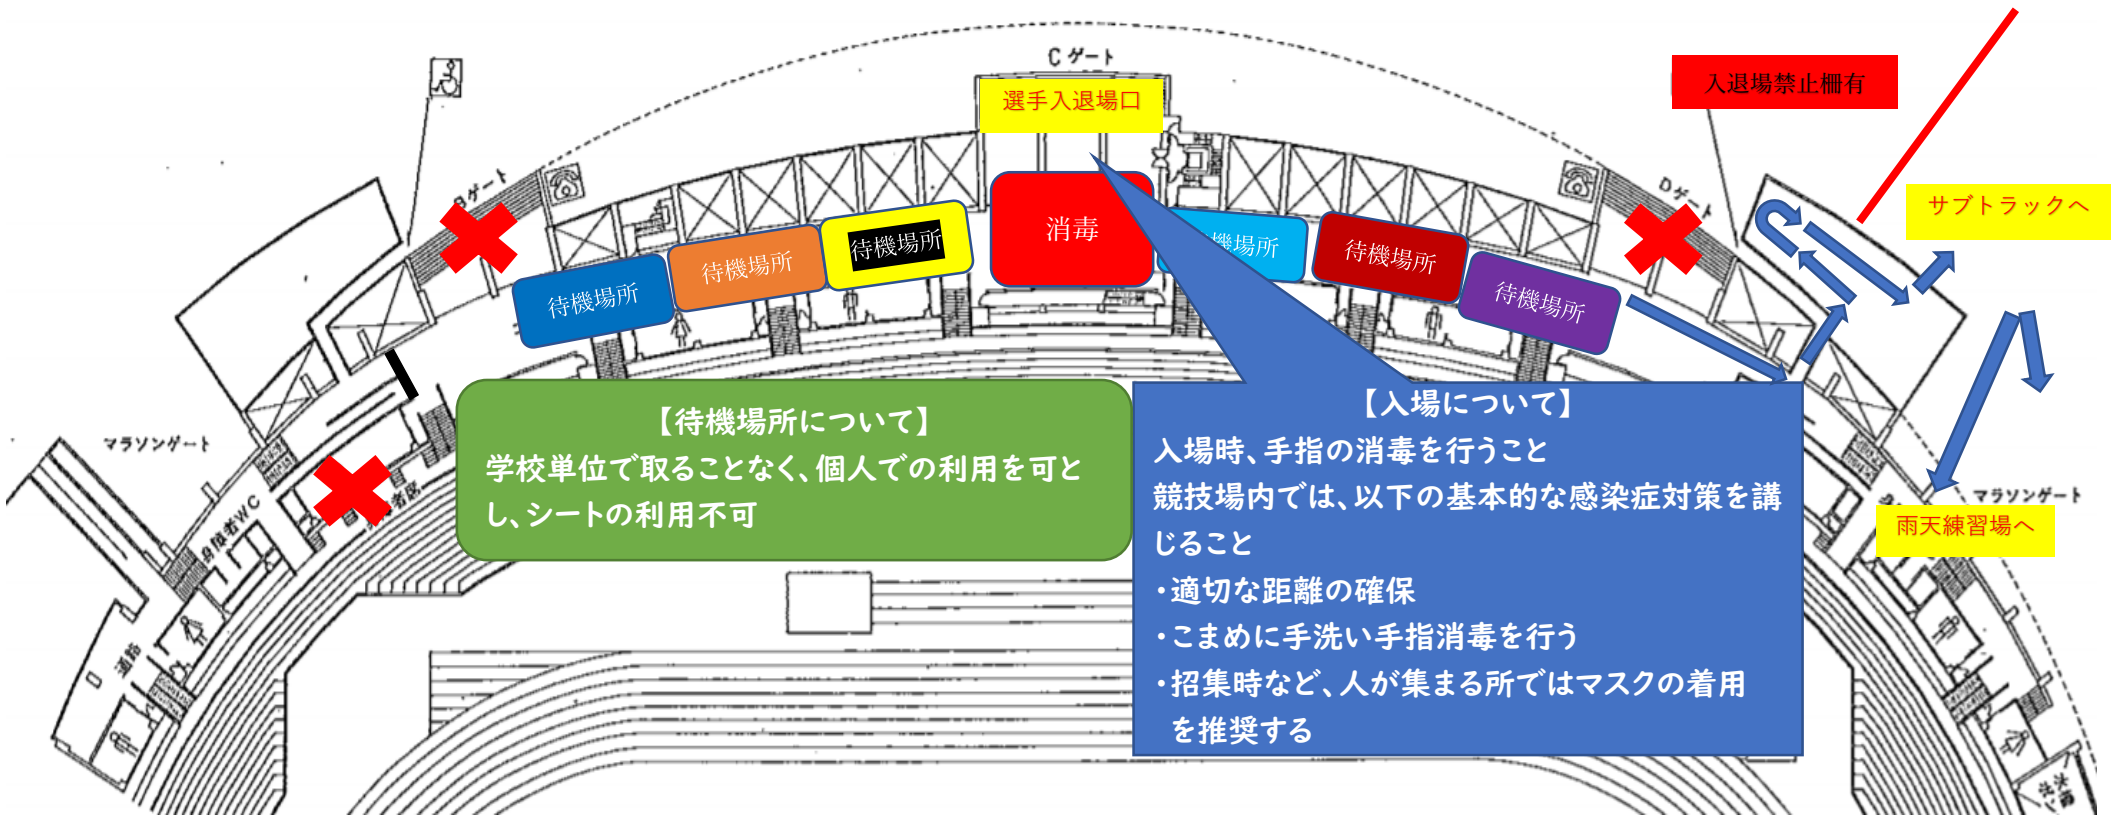 Cゲート
選手入退場口
入退場禁止柵有
Bゲート
Dゲート
サブトラックへ
消毒
待機場所
待機場所
待機場所
機場所
待機場所
待機場所
【待機場所について】
学校単位で取ることなく、個人での利用を可と
し、シートの利用不可
【入場について】
入場時、手指の消毒を行うこと
競技場内では、以下の基本的な感染症対策を講
じること
・適切な距離の確保
・こまめに手洗い手指消毒を行う
・招集時など、人が集まる所ではマスクの着用
を推奨する
マラソンゲート
身障者WC
者席
通路
マラソンゲート
雨天練習場へ